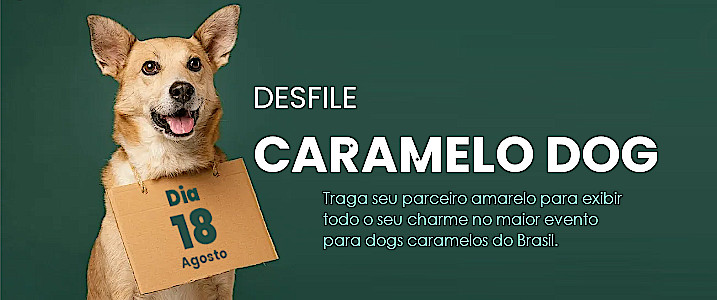 DESFILE
CARAMELO DOG
Traga seu parceiro amarelo para exibir
todo o seu charme no maior evento
para dogs caramelos do Brasil.
Dia
18
Agosto